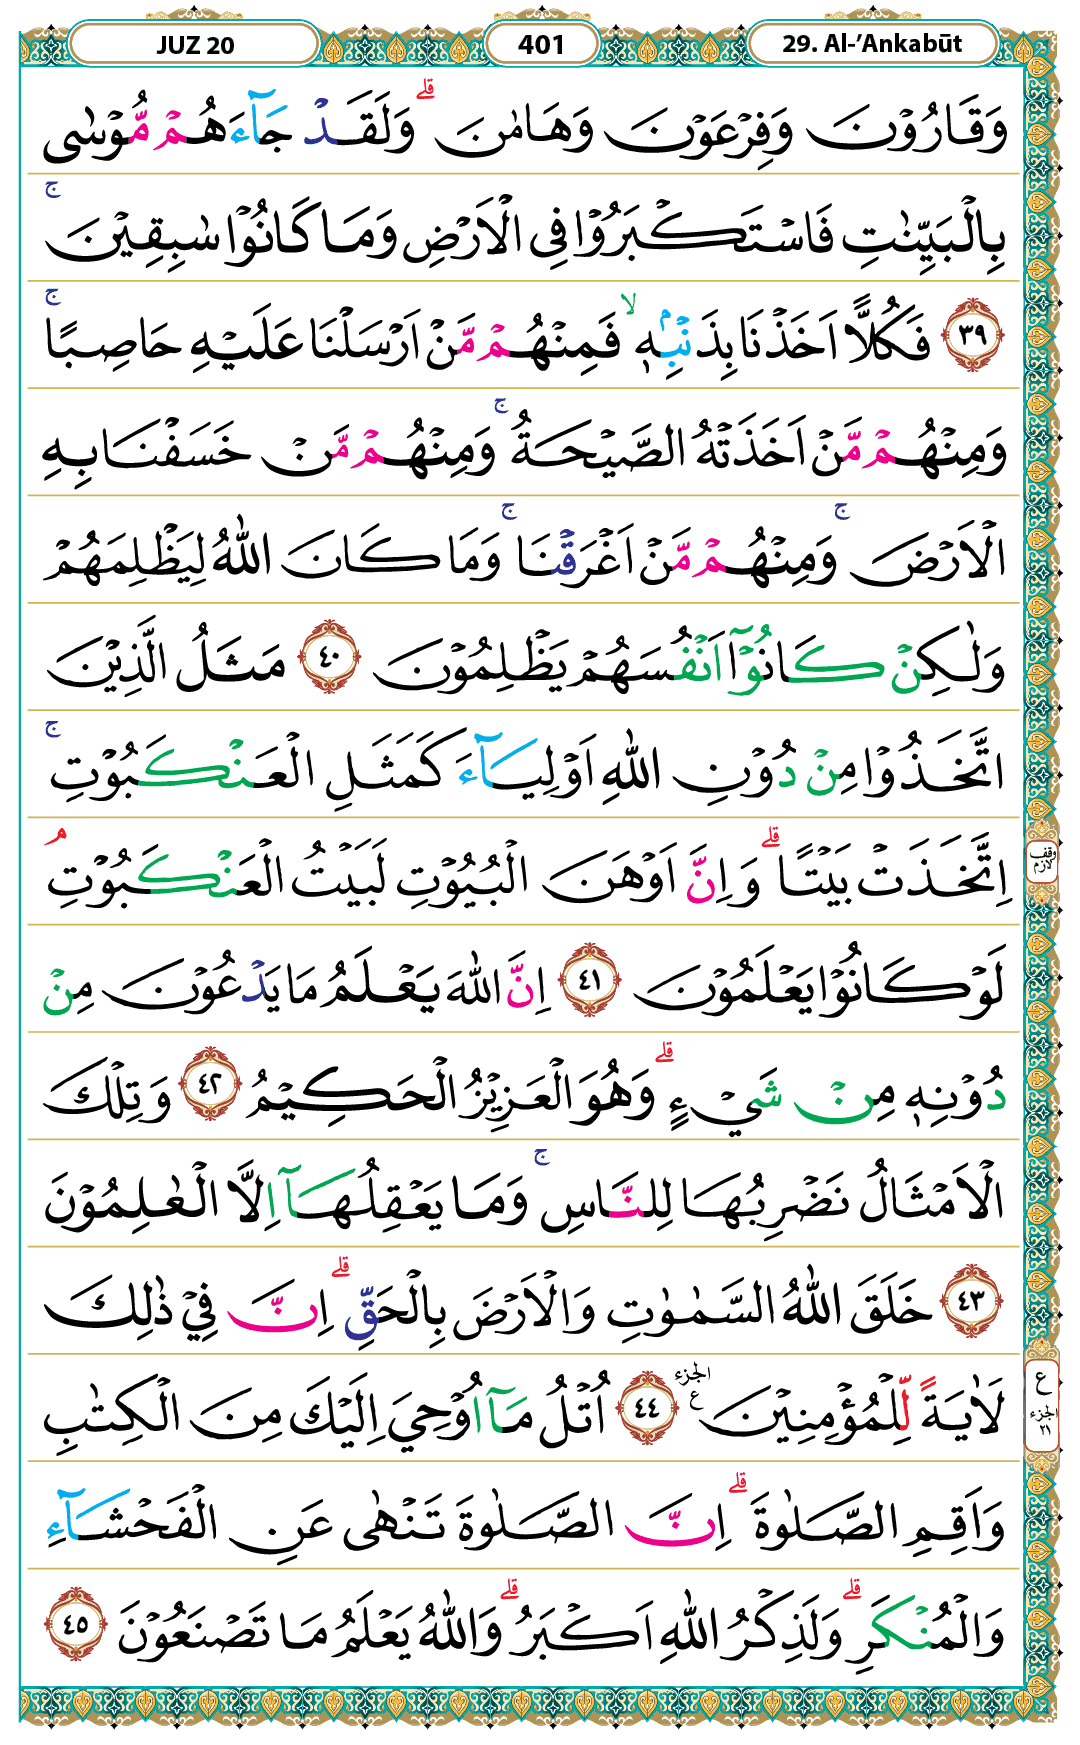 JUZ 20
401
29. Al-’Ankabūt
وَقَارُوْنَ وَفِرْعَوْنَ وَهَامٰنَ ۗ وَلَقَدْ جَاۤءَهُمْ مُّوْسٰى
بِالْبَيِّنٰتِ فَاسْتَكْبَرُوْا فِى الْاَرْضِ وَمَا كَانُوْا سٰبِقِيْنَ ۚ
٣٩ فَكُلًّا اَخَذْنَا بِذَنْۢبِهٖ ۙ فَمِنْهُمْ مَّنْ اَرْسَلْنَا عَلَيْهِ حَاصِبًا ۚ
وَمِنْهُمْ مَّنْ اَخَذَتْهُ الصَّيْحَةُ ۚ وَمِنْهُمْ مَّنْ خَسَفْنَا بِهِ
الْاَرْضَ ۚ وَمِنْهُمْ مَّنْ اَغْرَقْنَا ۚ وَمَا كَانَ اللّٰهُ لِيَظْلِمَهُمْ
وَلٰكِنْ كَانُوْٓا اَنْفُسَهُمْ يَظْلِمُوْنَ ٤٠ مَثَلُ الَّذِيْنَ
اتَّخَذُوْا مِنْ دُوْنِ اللّٰهِ اَوْلِيَاۤءَ كَمَثَلِ الْعَنْكَبُوْتِ ۚ
اِتَّخَذَتْ بَيْتًا ۗ وَاِنَّ اَوْهَنَ الْبُيُوْتِ لَبَيْتُ الْعَنْكَبُوْتِ ۘ
وقف لازم
لَوْ كَانُوْا يَعْلَمُوْنَ ٤١ اِنَّ اللّٰهَ يَعْلَمُ مَا يَدْعُوْنَ مِنْ
دُوْنِهٖ مِنْ شَيْءٍ ۗ وَهُوَ الْعَزِيْزُ الْحَكِيْمُ ٤٢ وَتِلْكَ
الْاَمْثَالُ نَضْرِبُهَا لِلنَّاسِ ۚ وَمَا يَعْقِلُهَآ اِلَّا الْعٰلِمُوْنَ
٤٣ خَلَقَ اللّٰهُ السَّمٰوٰتِ وَالْاَرْضَ بِالْحَقِّ ۗ اِنَّ فِيْ ذٰلِكَ
لَاٰيَةً لِّلْمُؤْمِنِيْنَ الجزء ع ٤٤ اُتْلُ مَآ اُوْحِيَ اِلَيْكَ مِنَ الْكِتٰبِ
ع
الجزء
٢١
وَاَقِمِ الصَّلٰوةَ ۗ اِنَّ الصَّلٰوةَ تَنْهٰى عَنِ الْفَحْشَاۤءِ
وَالْمُنْكَرِ ۗ وَلَذِكْرُ اللّٰهِ اَكْبَرُ ۗ وَاللّٰهُ يَعْلَمُ مَا تَصْنَعُوْنَ ٤٥